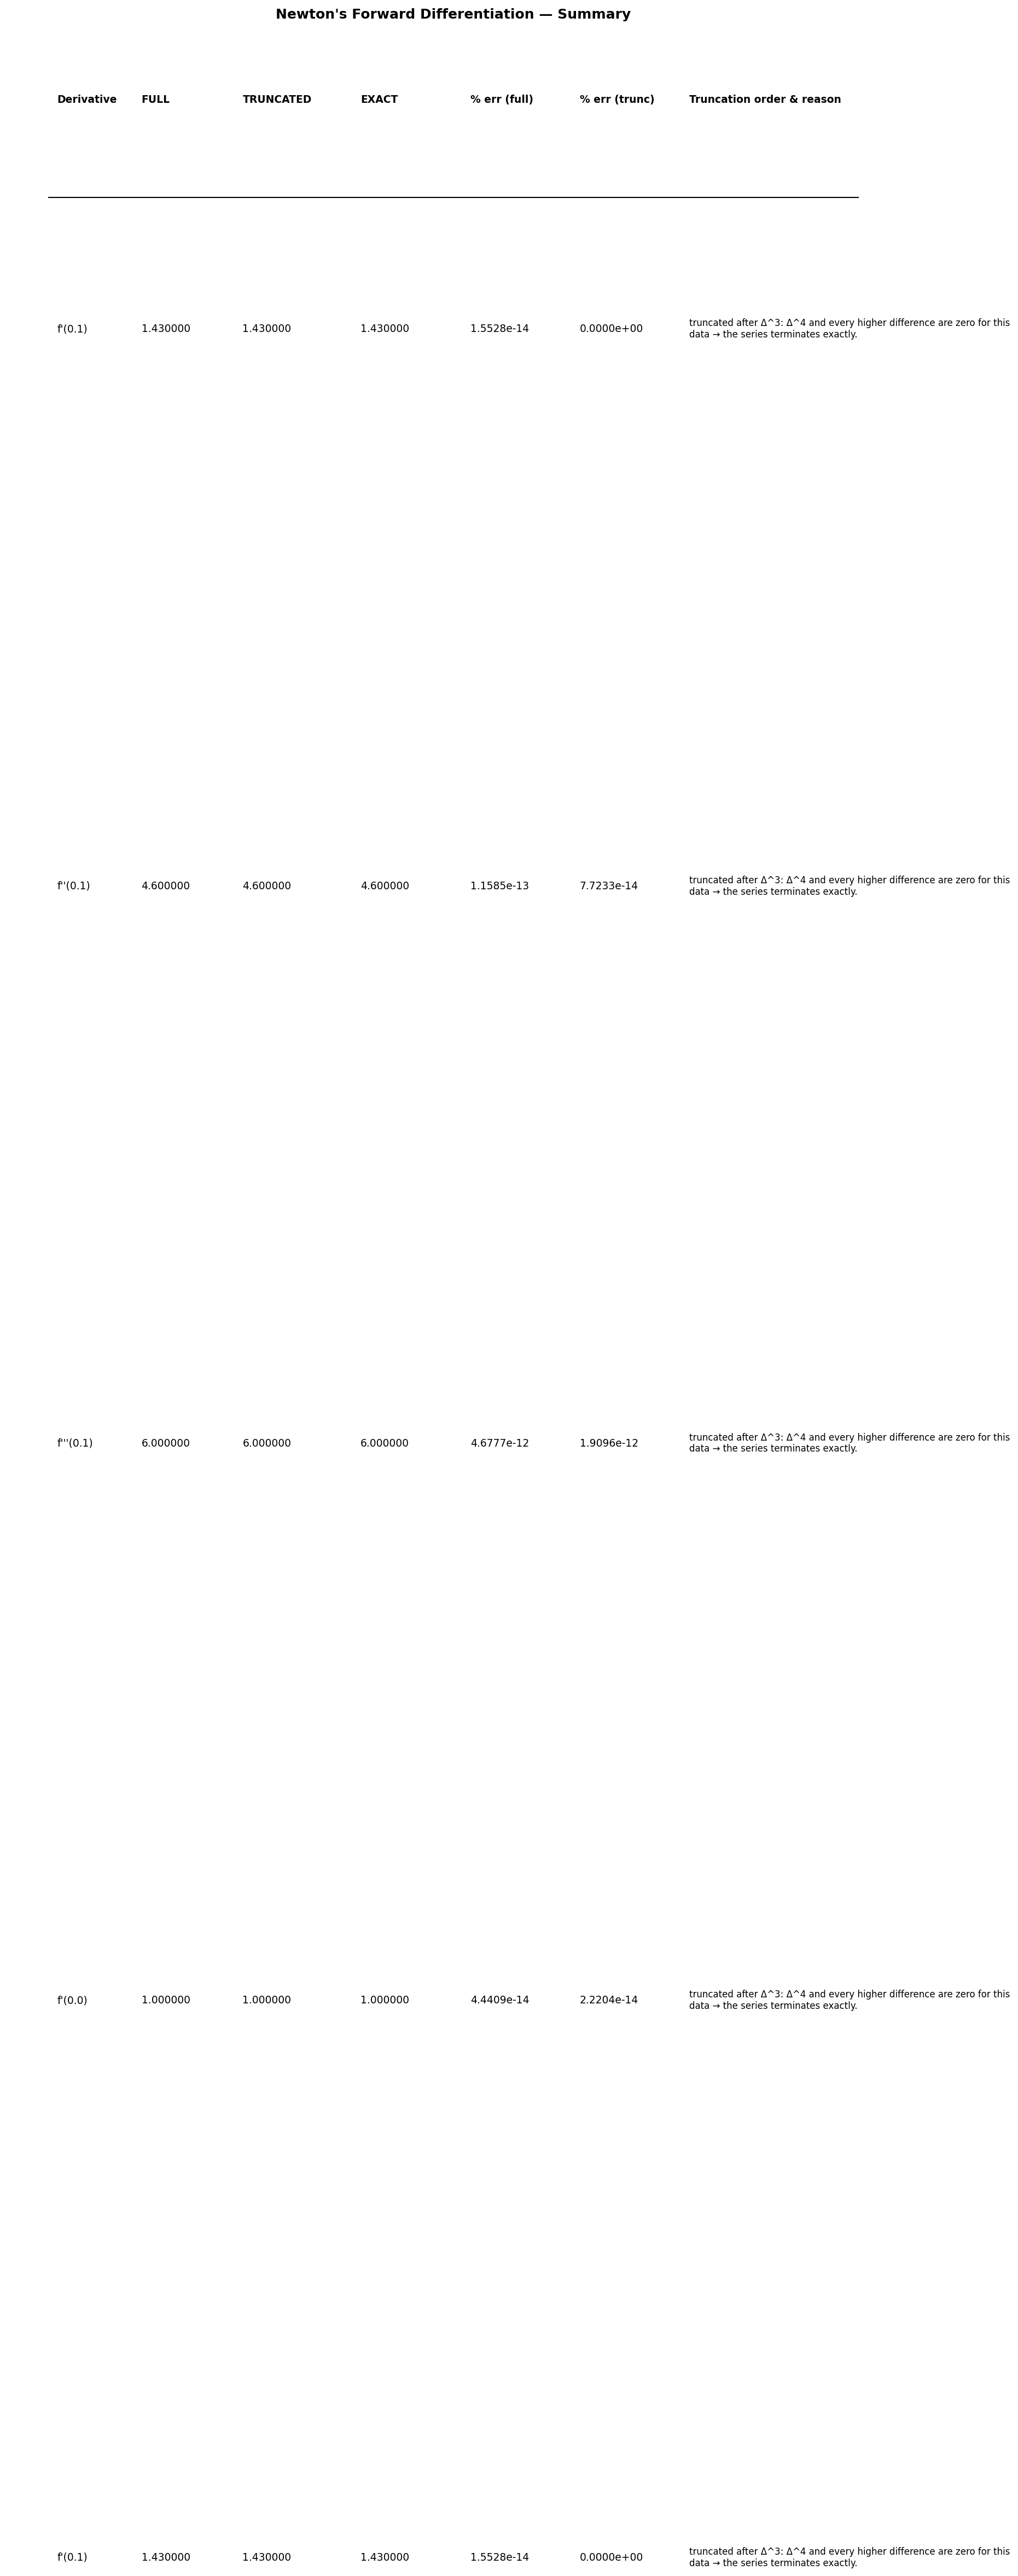 Newton's Forward Differentiation — Summary
Derivative FULL TRUNCATED EXACT % err (full) % err (trunc) Truncation order & reason
f'(0.1) 1.430000 1.430000 1.430000 1.5528e-14 0.0000e+00 truncated after Δ^3: Δ^4 and every higher difference are zero for this
data → the series terminates exactly.
f''(0.1) 4.600000 4.600000 4.600000 1.1585e-13 7.7233e-14 truncated after Δ^3: Δ^4 and every higher difference are zero for this
data → the series terminates exactly.
f'''(0.1) 6.000000 6.000000 6.000000 4.6777e-12 1.9096e-12 truncated after Δ^3: Δ^4 and every higher difference are zero for this
data → the series terminates exactly.
f'(0.0) 1.000000 1.000000 1.000000 4.4409e-14 2.2204e-14 truncated after Δ^3: Δ^4 and every higher difference are zero for this
data → the series terminates exactly.
f'(0.1) 1.430000 1.430000 1.430000 1.5528e-14 0.0000e+00 truncated after Δ^3: Δ^4 and every higher difference are zero for this
data → the series terminates exactly.